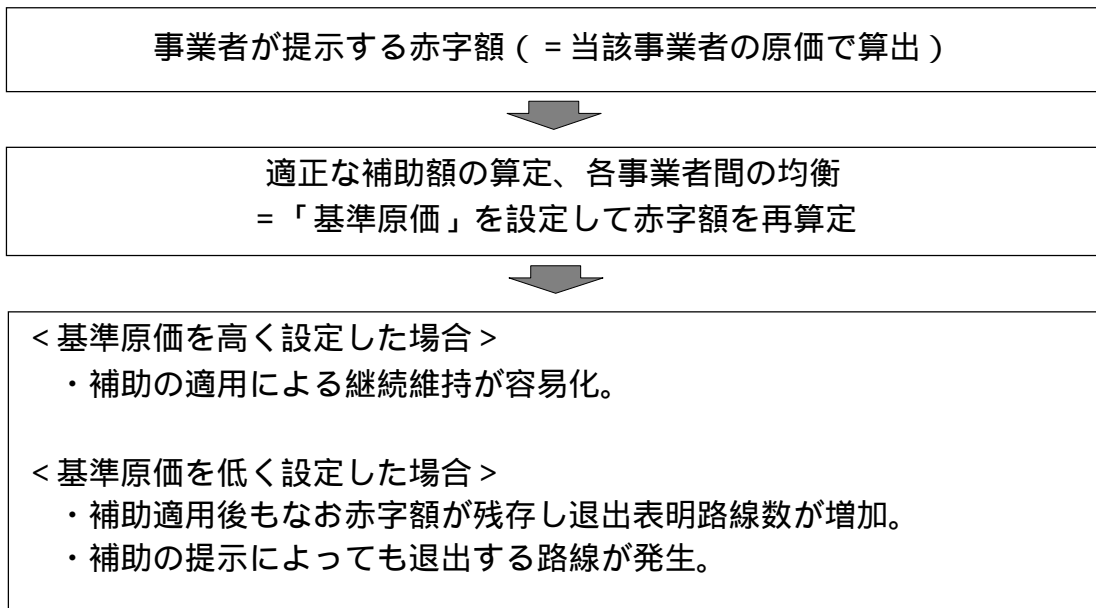 事業者が提示する赤字額(=当該事業者の原価で算出)
適正な補助額の算定、各事業者間の均衡
=「基準原価」を設定して赤字額を再算定
<基準原価を高く設定した場合>
・補助の適用による継続維持が容易化。
<基準原価を低く設定した場合>
・補助適用後もなお赤字額が残存し退出表明路線数が増加。
・補助の提示によっても退出する路線が発生。